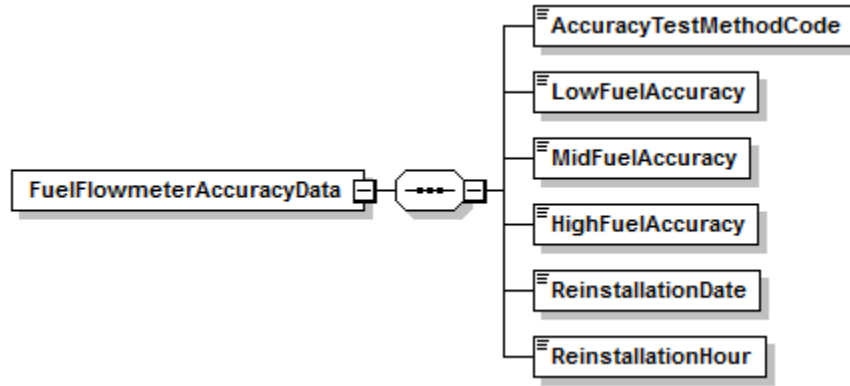 AccuracyTestMethodCode
LowFuelAccuracy
MidFuelAccuracy
FuelFlowmeterAccuracyData
HighFuelAccuracy
ReinstallationDate
ReinstallationHour